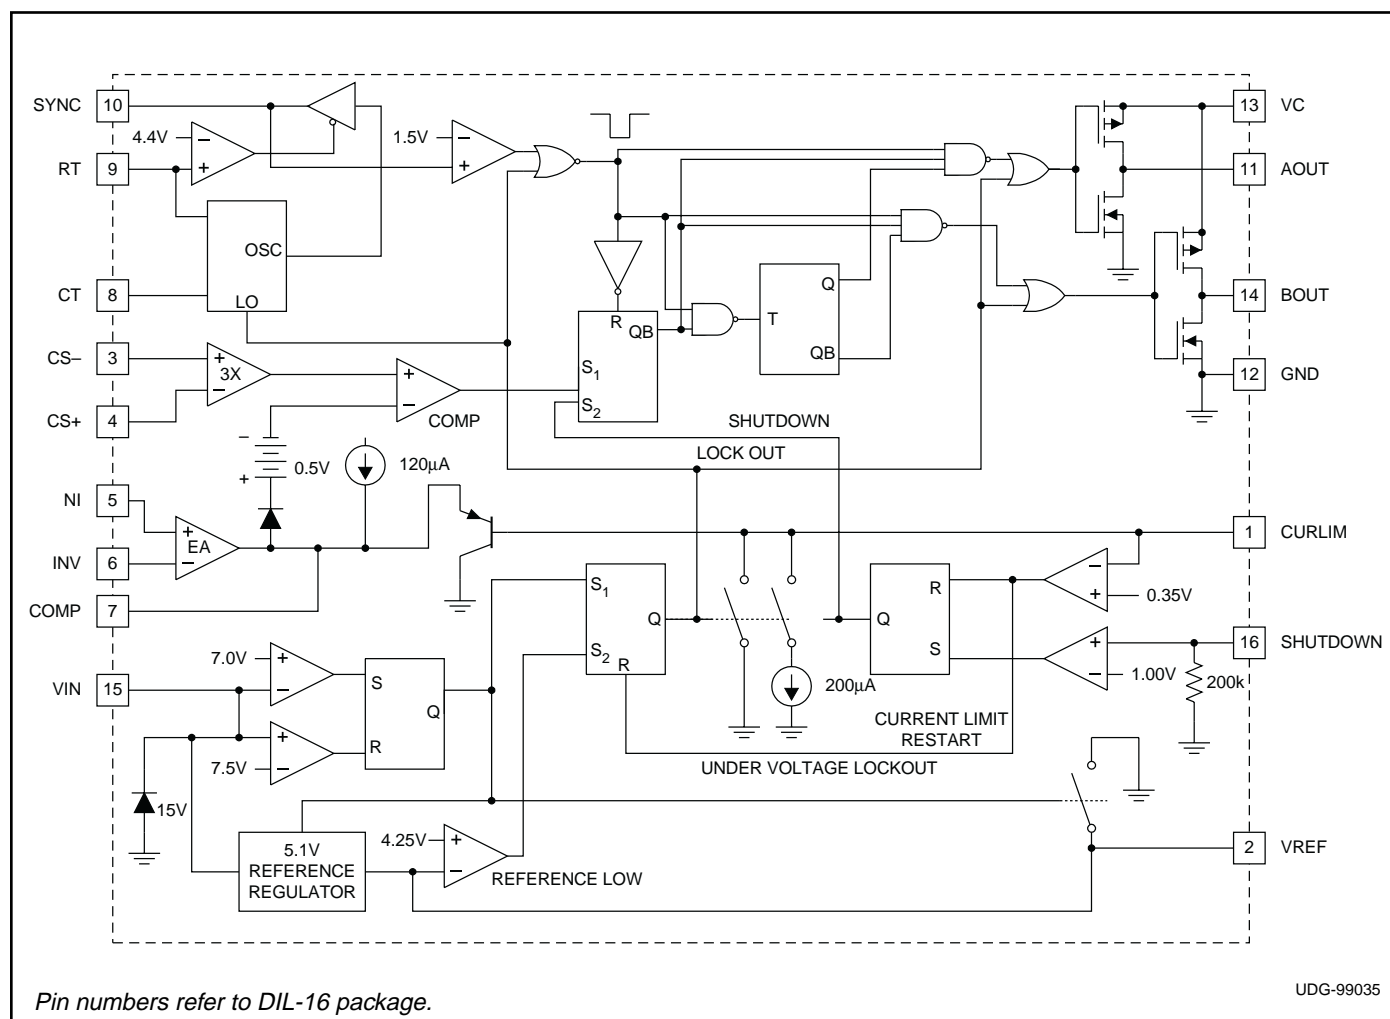 SYNC 10
4.4V
−
+
RT 9
1.5V
−
+
13 VC
11 AOUT
OSC
LO
CT 8
Q
T
QB
14 BOUT
R
QB
S1
S2
CS– 3
+
3X
−
CS+ 4
+
−
COMP
12 GND
SHUTDOWN
LOCK OUT
−
+
0.5V
120µA
NI 5
+
EA
−
INV 6
COMP 7
1 CURLIM
S1
Q
S2
R
R
Q
S
−
+
0.35V
+
−
1.00V
16 SHUTDOWN
200k
200µA
7.0V
+
−
VIN 15
S
Q
R
+
−
7.5V
CURRENT LIMIT
RESTART
UNDER VOLTAGE LOCKOUT
15V
5.1V
REFERENCE
REGULATOR
4.25V
+
−
REFERENCE LOW
2 VREF
Pin numbers refer to DIL-16 package.
UDG-99035